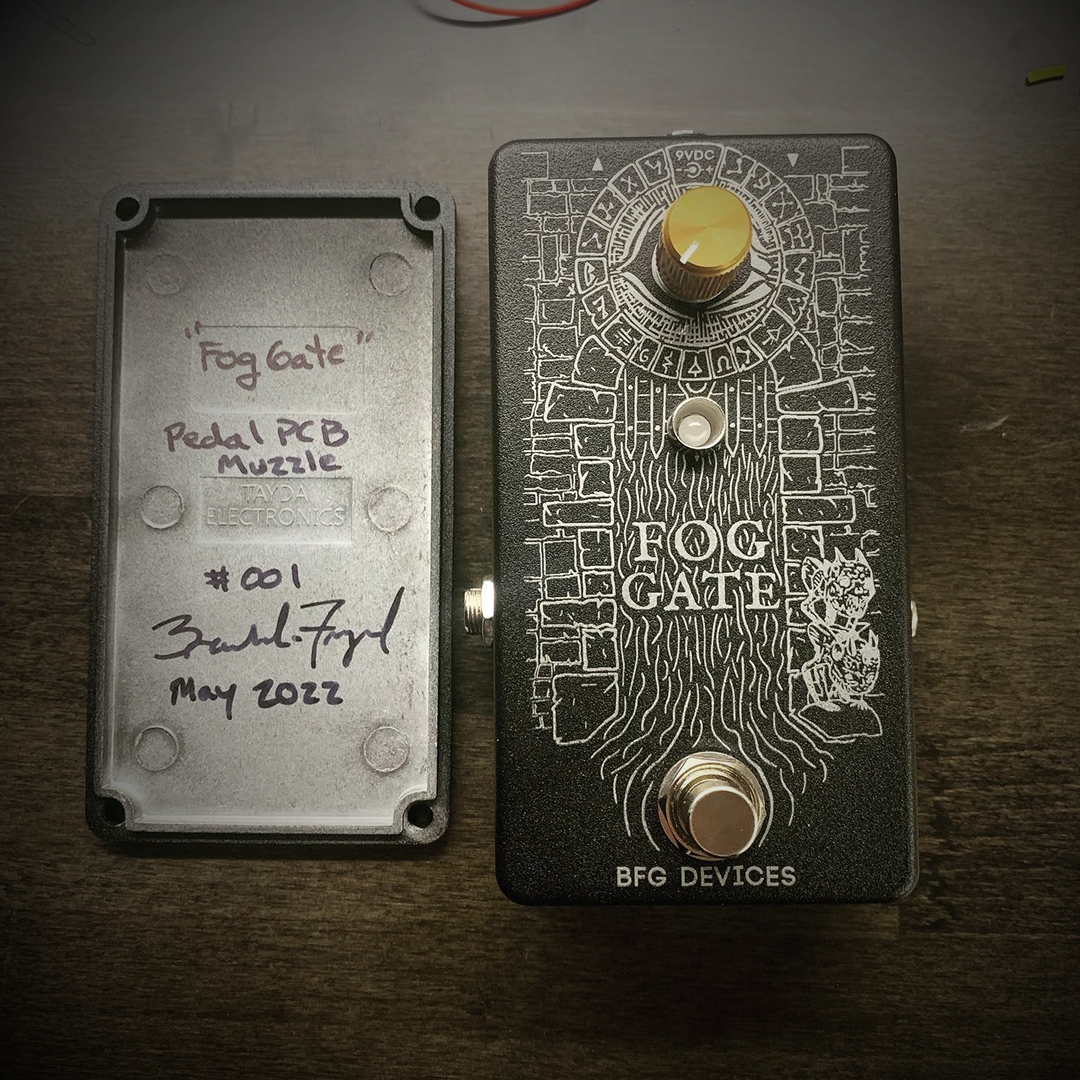 "Fog Gate"
Pedal PCB
Muzzle
TAYDA
ELECTRONICS
#001
May 2022
9VDC
FOG
GATE
BFG DEVICES